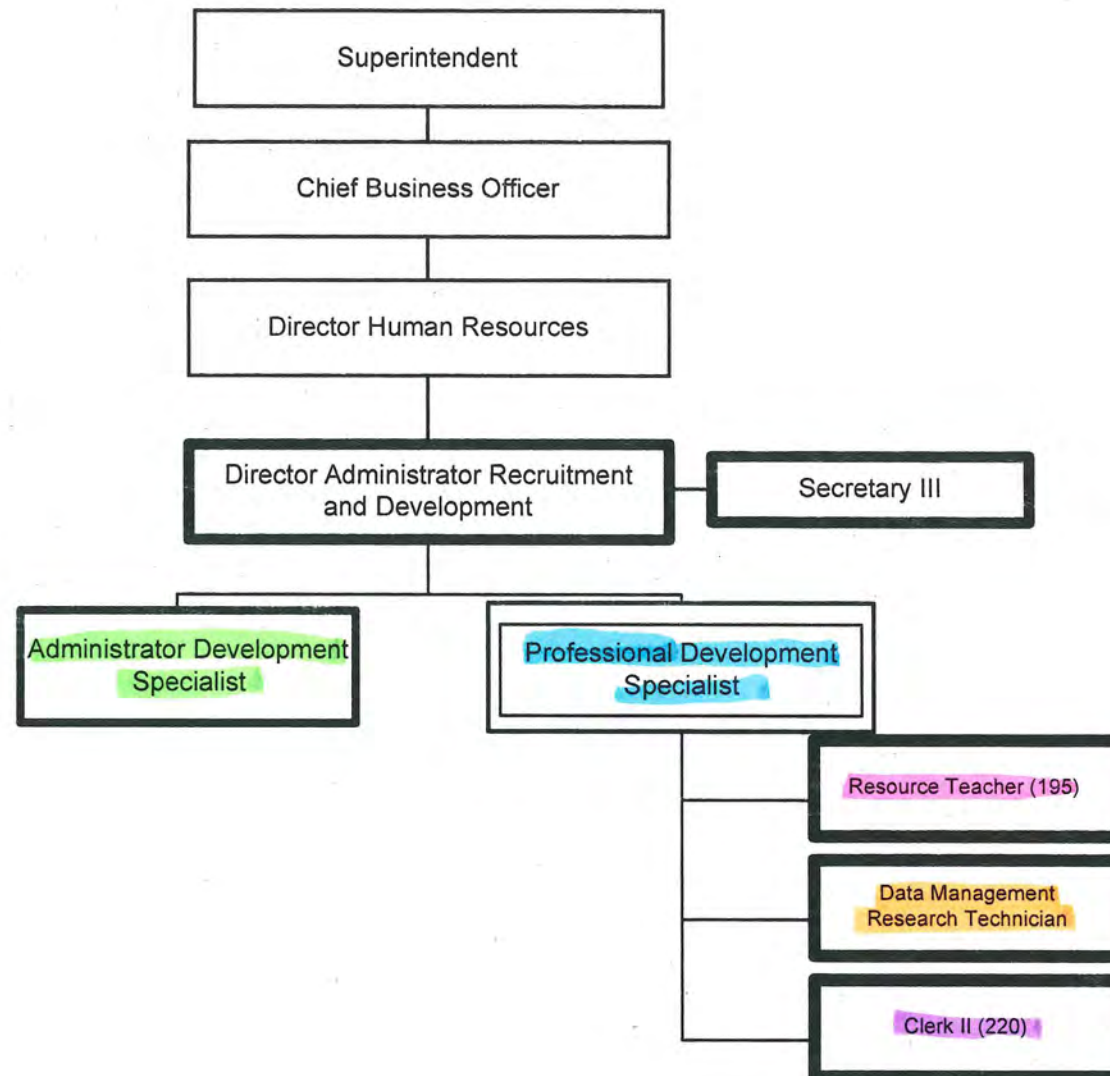 Superintendent
Chief Business Officer
Director Human Resources
Director Administrator Recruitment
and Development
Secretary III
Administrator Development
Specialist
Professional Development
Specialist
Resource Teacher (195)
Data Management
Research Technician
Clerk II (220)